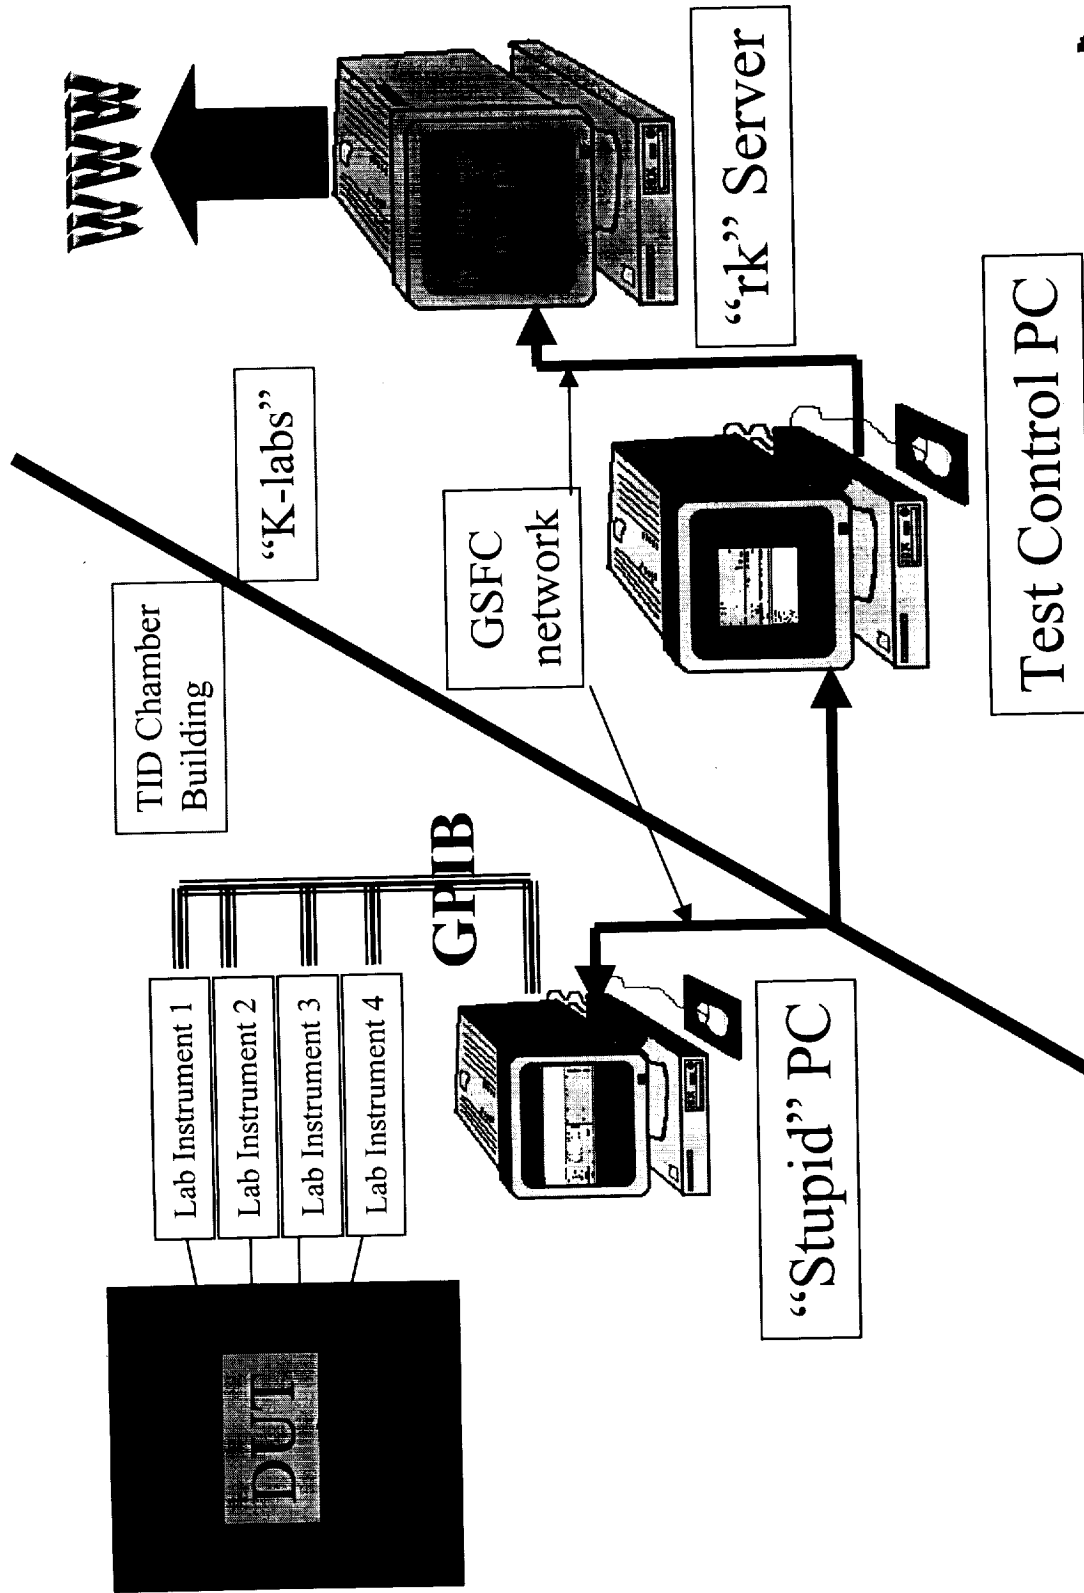 WWW
TID Chamber
Building
"K-labs"
Lab Instrument 1
Lab Instrument 2
Lab Instrument 3
Lab Instrument 4
DUT
GPIB
GSFC
network
"rk" Server
"Stupid" PC
Test Control PC